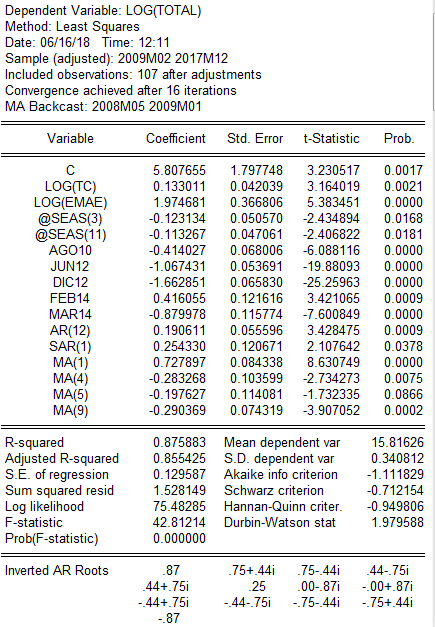 Dependent Variable: LOG(TOTAL)
Method: Least Squares
Date: 06/16/18 Time: 12:11
Sample (adjusted): 2009M02 2017M12
Included observations: 107 after adjustments
Convergence achieved after 16 iterations
MA Backcast: 2008M05 2009M01
Variable Coefficient Std. Error t-Statistic Prob.
C 5.807655 1.797748 3.230517 0.0017
LOG(TC) 0.133011 0.042039 3.164019 0.0021
LOG(EMAE) 1.974681 0.366806 5.383451 0.0000
@SEAS(3) -0.123134 0.050570 -2.434894 0.0168
@SEAS(11) -0.113267 0.047061 -2.406822 0.0181
AGO10 -0.414027 0.068006 -6.088116 0.0000
JUN12 -1.067431 0.053691 -19.88093 0.0000
DIC12 -1.662851 0.065830 -25.25963 0.0000
FEB14 0.416055 0.121616 3.421065 0.0009
MAR14 -0.879978 0.115774 -7.600849 0.0000
AR(12) 0.190611 0.055596 3.428475 0.0009
SAR(1) 0.254330 0.120671 2.107642 0.0378
MA(1) 0.727897 0.084338 8.630749 0.0000
MA(4) -0.283268 0.103599 -2.734273 0.0075
MA(5) -0.197627 0.114081 -1.732335 0.0866
MA(9) -0.290369 0.074319 -3.907052 0.0002
R-squared 0.875883 Mean dependent var 15.81626
Adjusted R-squared 0.855425 S.D. dependent var 0.340812
S.E. of regression 0.129587 Akaike info criterion -1.111829
Sum squared resid 1.528149 Schwarz criterion -0.712154
Log likelihood 75.48285 Hannan-Quinn criter. -0.949806
F-statistic 42.81214 Durbin-Watson stat 1.979588
Prob(F-statistic) 0.000000
Inverted AR Roots .87 .75+.44i .75-.44i .44-.75i
.44+.75i .25 .00-.87i -.00+.87i
-.44+.75i -.44-.75i -.75-.44i -.75+.44i
-.87